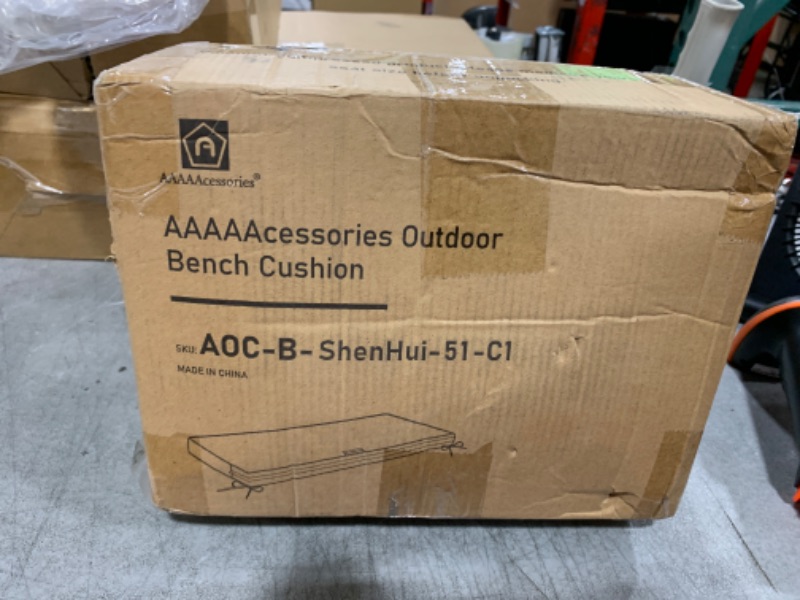 A
AAAAAcessories®
AAAAAcessories Outdoor
Bench Cushion
SKU: AOC-B-ShenHui-51-C1
MADE IN CHINA